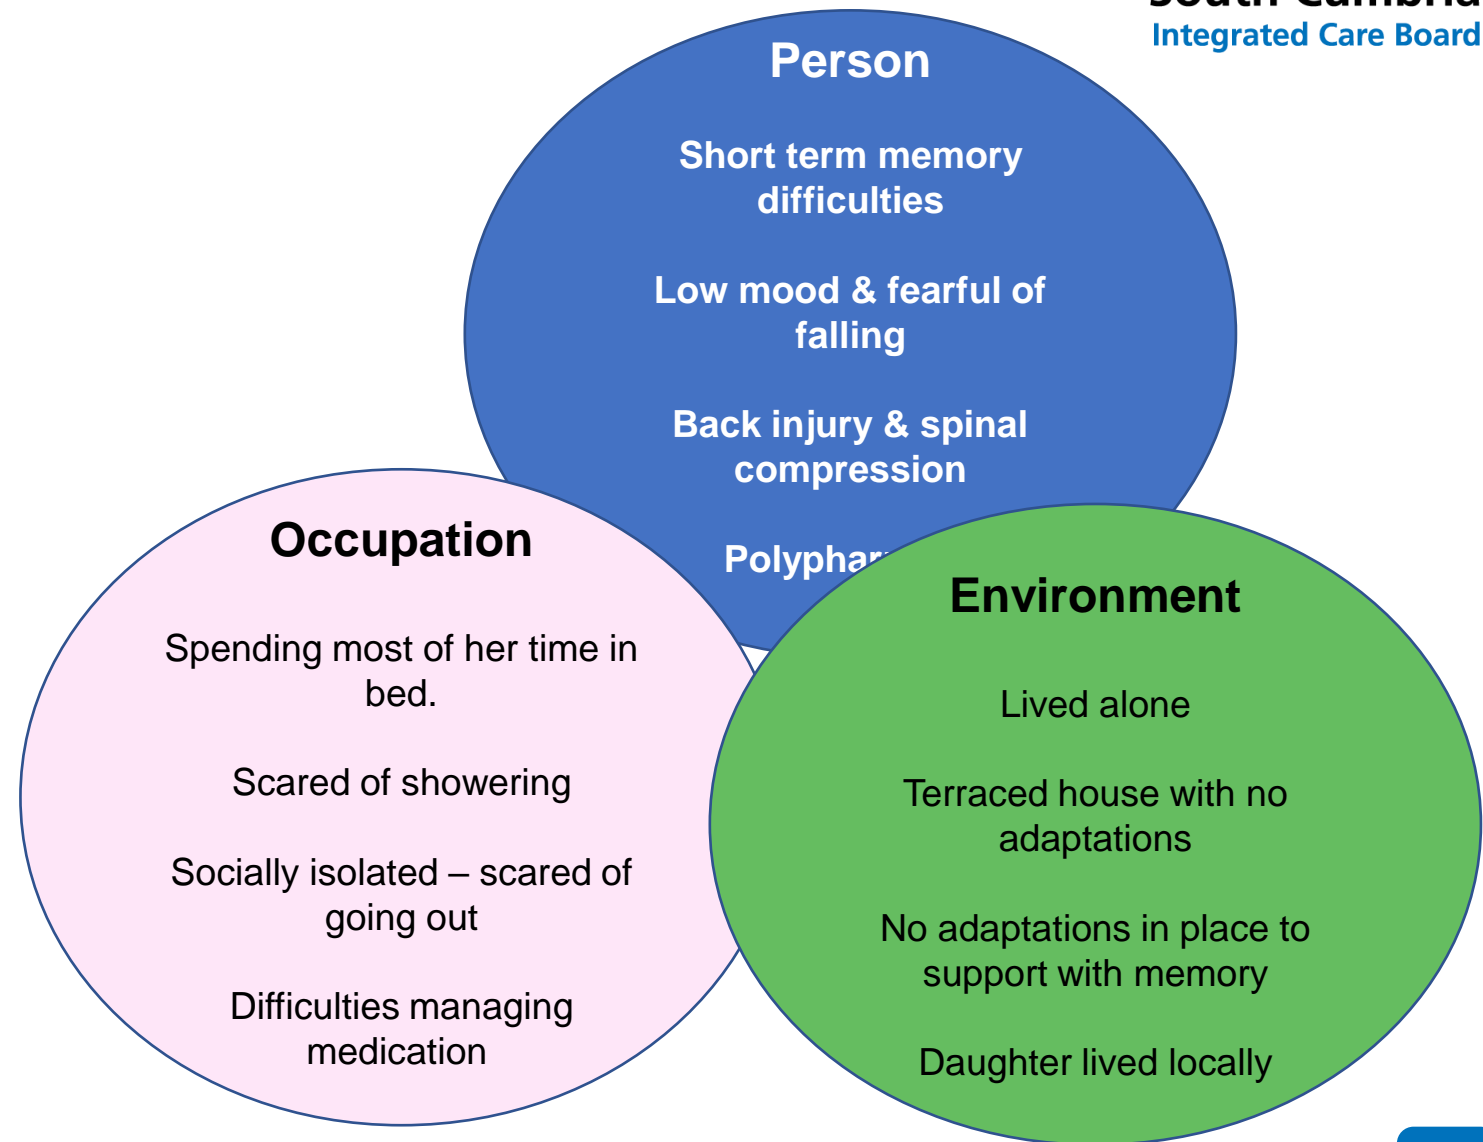 Integrated Care Board
Person
Short term memory
difficulties
Low mood & fearful of
falling
Back injury & spinal
compression
Occupation
Spending most of her time in
bed.
Scared of showering
Socially isolated – scared of
going out
Difficulties managing
medication
Environment
Lived alone
Terraced house with no
adaptations
No adaptations in place to
support with memory
Daughter lived locally